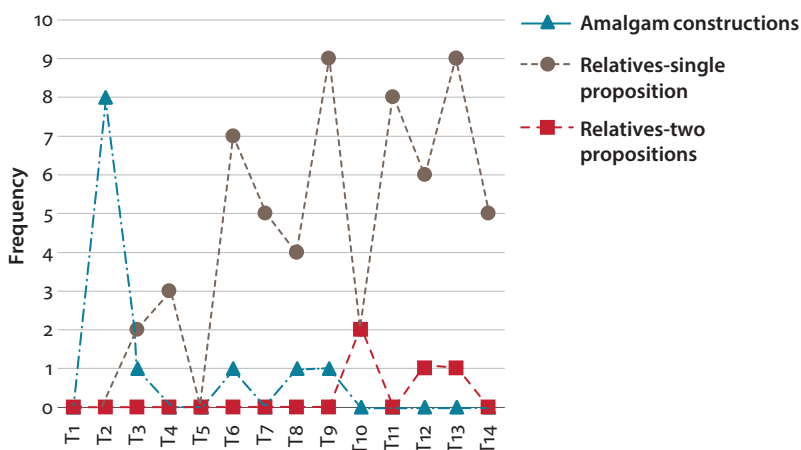 10
9
8
7
6
5
4
3
2
1
0
Frequency
T1
T2
T3
T4
T5
T6
T7
T8
T9
T10
T11
T12
T13
T14
Amalgam constructions
Relatives-single
proposition
Relatives-two
propositions